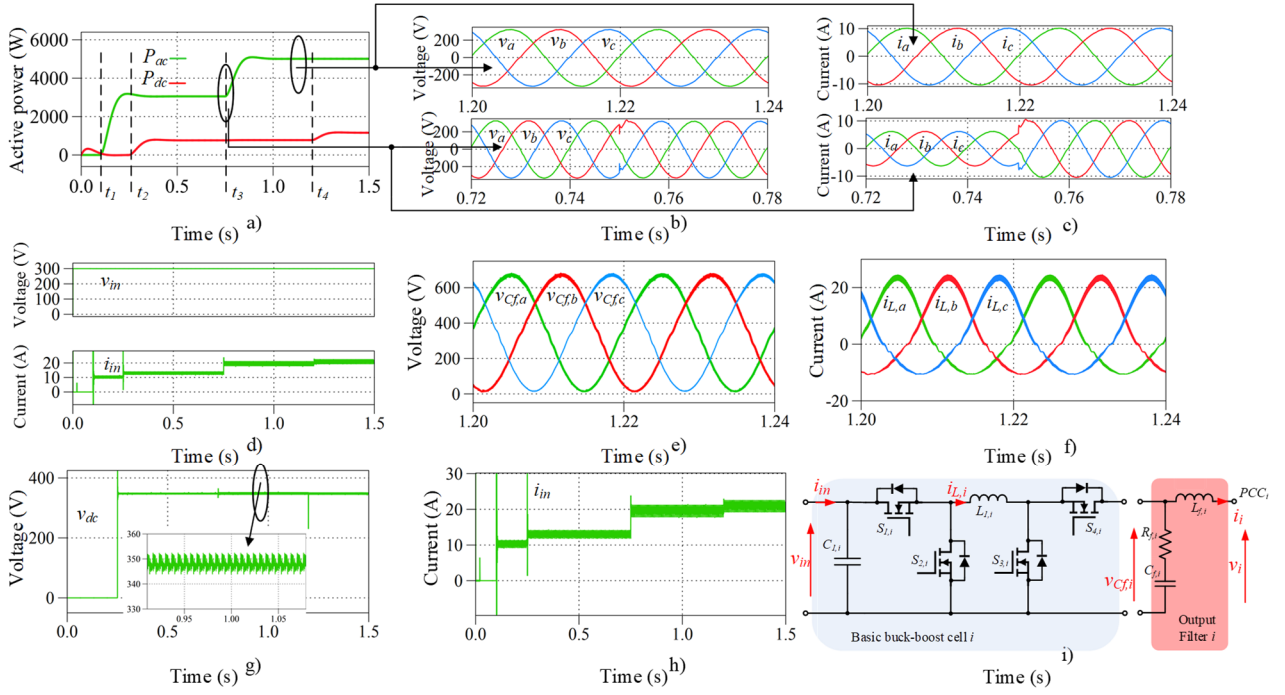 Active power (W)
6000
4000
2000
0
P_ac
P_dc
0.0 0.5 1.0 1.5
t_1 t_2 t_3 t_4
a)
Time (s)
Voltage (V)
200
0
-200
v_a v_b v_c
1.20 1.22 1.24
Voltage (V)
200
0
200
v_a v_b v_c
0.72 0.74 0.76 0.78
b)
Time (s)
Current (A)
10
0
-10
i_a i_b i_c
1.20 1.22 1.24
Current (A)
10
0
-10
i_a i_b i_c
0.72 0.74 0.76 0.78
c)
Time (s)
Voltage (V)
300
200
100
0
v_in
Current (A)
20
10
0
i_in
0.0 0.5 1.0 1.5
d)
Time (s)
Voltage (V)
600
400
200
0
v_Cf,a v_Cf,b v_Cf,c
1.20 1.22 1.24
e)
Time (s)
Current (A)
20
0
-20
i_L,a i_L,b i_L,c
1.20 1.22 1.24
f)
Time (s)
Voltage (V)
400
200
0
v_dc
360
350
340
330
0.95 1.00 1.05
0.0 0.5 1.0 1.5
g)
Time (s)
Current (A)
30
20
10
0
i_in
0.0 0.5 1.0 1.5
h)
Time (s)
i_in
i_L,i
S_1,i
L_1,i
S_4,i
L_f,i
PCC_i
i_i
v_in
C_1,i
S_2,i
S_3,i
v_Cf,i
R_f,i
C_f,i
v_i
Basic buck-boost cell i
Output
Filter i
i)
Time (s)